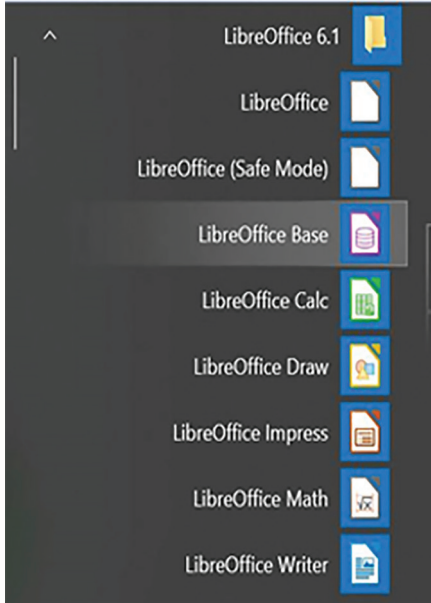 LibreOffice 6.1
LibreOffice
LibreOffice (Safe Mode)
LibreOffice Base
LibreOffice Calc
LibreOffice Draw
LibreOffice Impress
LibreOffice Math
LibreOffice Writer